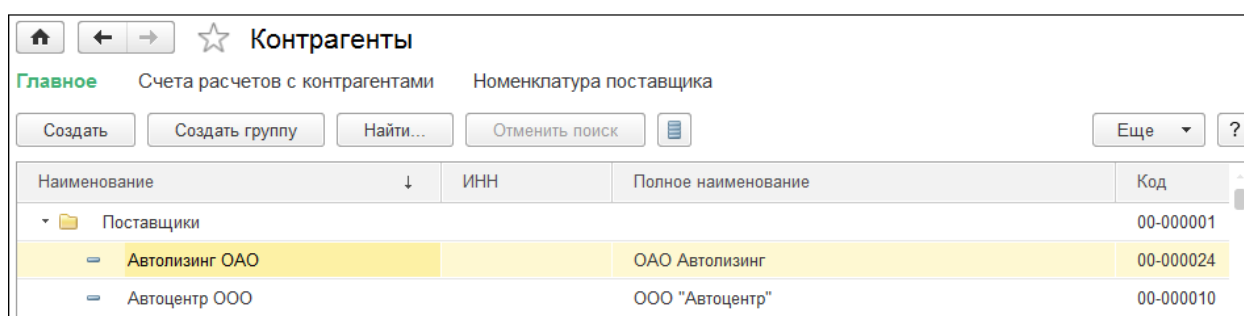 Контрагенты
Главное Счета расчетов с контрагентами Номенклатура поставщика
Создать Создать группу Найти... Отменить поиск Еще ?
Наименование ↓ ИНН Полное наименование Код
Поставщики 00-000001
Автолизинг ОАО ОАО Автолизинг 00-000024
Автоцентр ООО ООО "Автоцентр" 00-000010